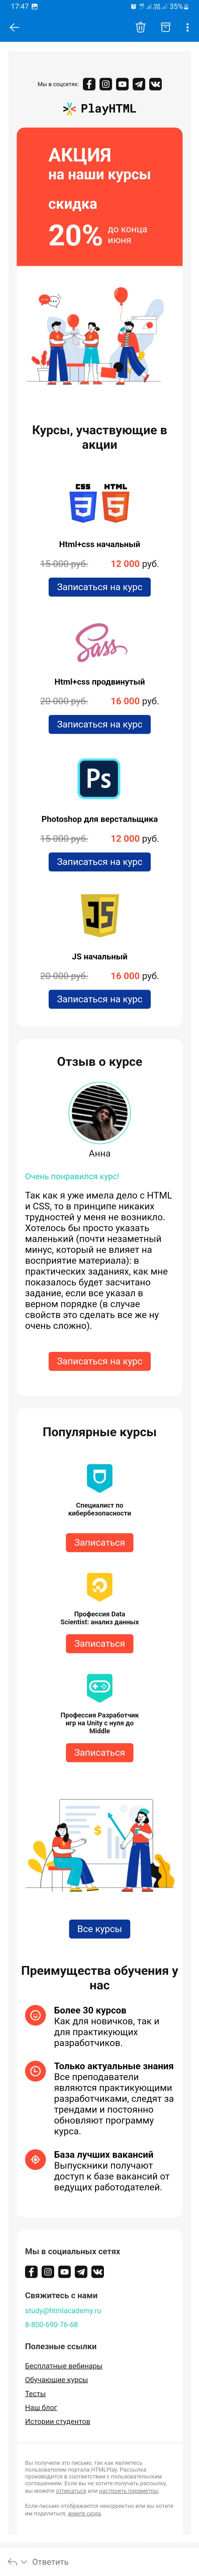 17:47
35%
Мы в соцсетях:
PlayHTML
АКЦИЯ
на наши курсы
скидка
20% до конца
июня
Курсы, участвующие в
акции
CSS HTML
3 5
Html+css начальный
15 000 руб. 12 000 руб.
Записаться на курс
Sass
Html+css продвинутый
20 000 руб. 16 000 руб.
Записаться на курс
Ps
Photoshop для верстальщика
15 000 руб. 12 000 руб.
Записаться на курс
JS
JS начальный
20 000 руб. 16 000 руб.
Записаться на курс
Отзыв о курсе
Анна
Очень понравился курс!
Так как я уже имела дело с HTML
и CSS, то в принципе никаких
трудностей у меня не возникло.
Хотелось бы просто указать
маленький (почти незаметный
минус, который не влияет на
восприятие материала): в
практических заданиях, как мне
показалось будет засчитано
задание, если все указал в
верном порядке (в случае
свойств это сделать все же ну
очень сложно).
Записаться на курс
Популярные курсы
Специалист по
кибербезопасности
Записаться
Профессия Data
Scientist: анализ данных
Записаться
Профессия Разработчик
игр на Unity с нуля до
Middle
Записаться
Все курсы
Преимущества обучения у
нас
Более 30 курсов
Как для новичков, так и
для практикующих
разработчиков.
Только актуальные знания
Все преподаватели
являются практикующими
разработчиками, следят за
трендами и постоянно
обновляют программу
курса.
База лучших вакансий
Выпускники получают
доступ к базе вакансий от
ведущих работодателей.
Мы в социальных сетях
Свяжитесь с нами
study@htmlacademy.ru
8-800-690-76-68
Полезные ссылки
Бесплатные вебинары
Обучающие курсы
Тесты
Наш блог
Истории студентов
Вы получили это письмо, так как являетесь
пользователем портала HTMLPlay. Рассылка
производится в соответствии с пользовательским
соглашением. Если вы не хотите получать рассылку,
вы можете отписаться или настроить параметры.
Если письмо отображается некорректно или вы хотите
им поделиться, жмите сюда.
Ответить